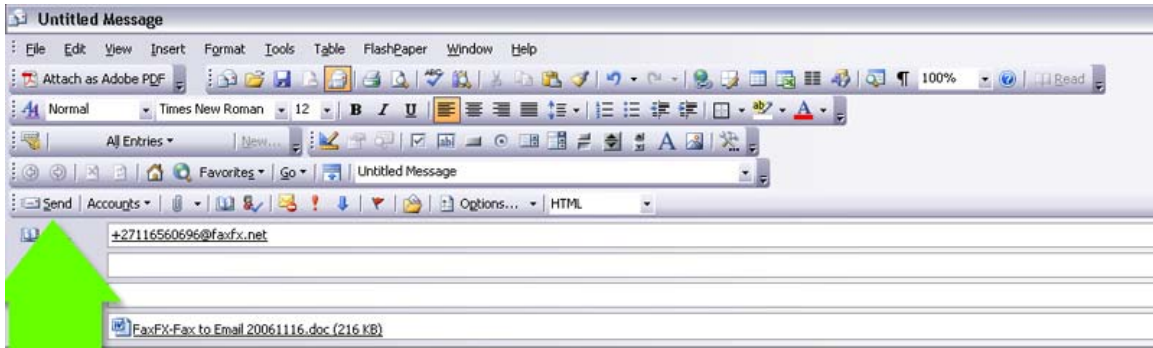 Untitled Message
File Edit View Insert Format Tools Table FlashPaper Window Help
Attach as Adobe PDF 100% Read
Normal Times New Roman 12 B I U
All Entries New...
Favorites Go Untitled Message
Send Accounts Options... HTML
+27116560696@faxfx.net
FaxFX-Fax to Email 20061116.doc (216 KB)